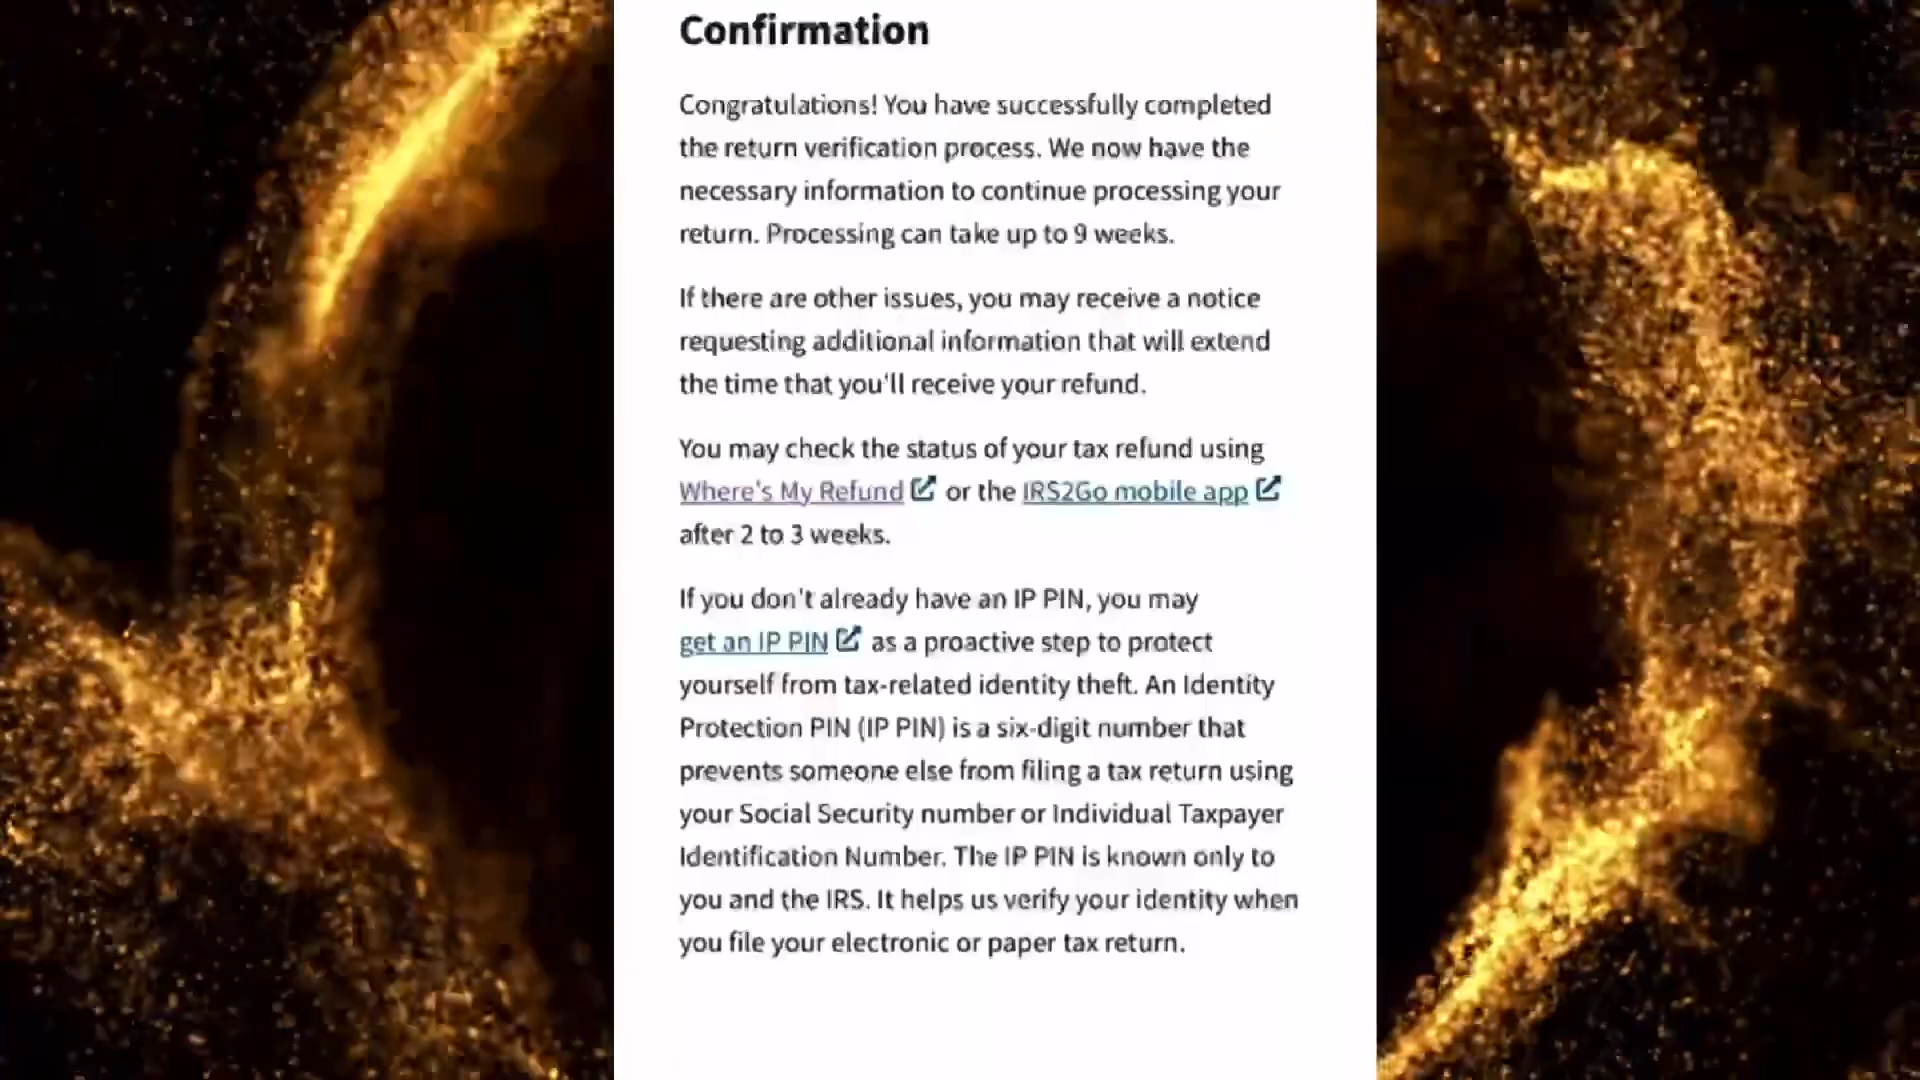 Confirmation
Congratulations! You have successfully completed
the return verification process. We now have the
necessary information to continue processing your
return. Processing can take up to 9 weeks.
If there are other issues, you may receive a notice
requesting additional information that will extend
the time that you'll receive your refund.
You may check the status of your tax refund using
Where's My Refund or the IRS2Go mobile app
after 2 to 3 weeks.
If you don't already have an IP PIN, you may
get an IP PIN as a proactive step to protect
yourself from tax-related identity theft. An Identity
Protection PIN (IP PIN) is a six-digit number that
prevents someone else from filing a tax return using
your Social Security number or Individual Taxpayer
Identification Number. The IP PIN is known only to
you and the IRS. It helps us verify your identity when
you file your electronic or paper tax return.